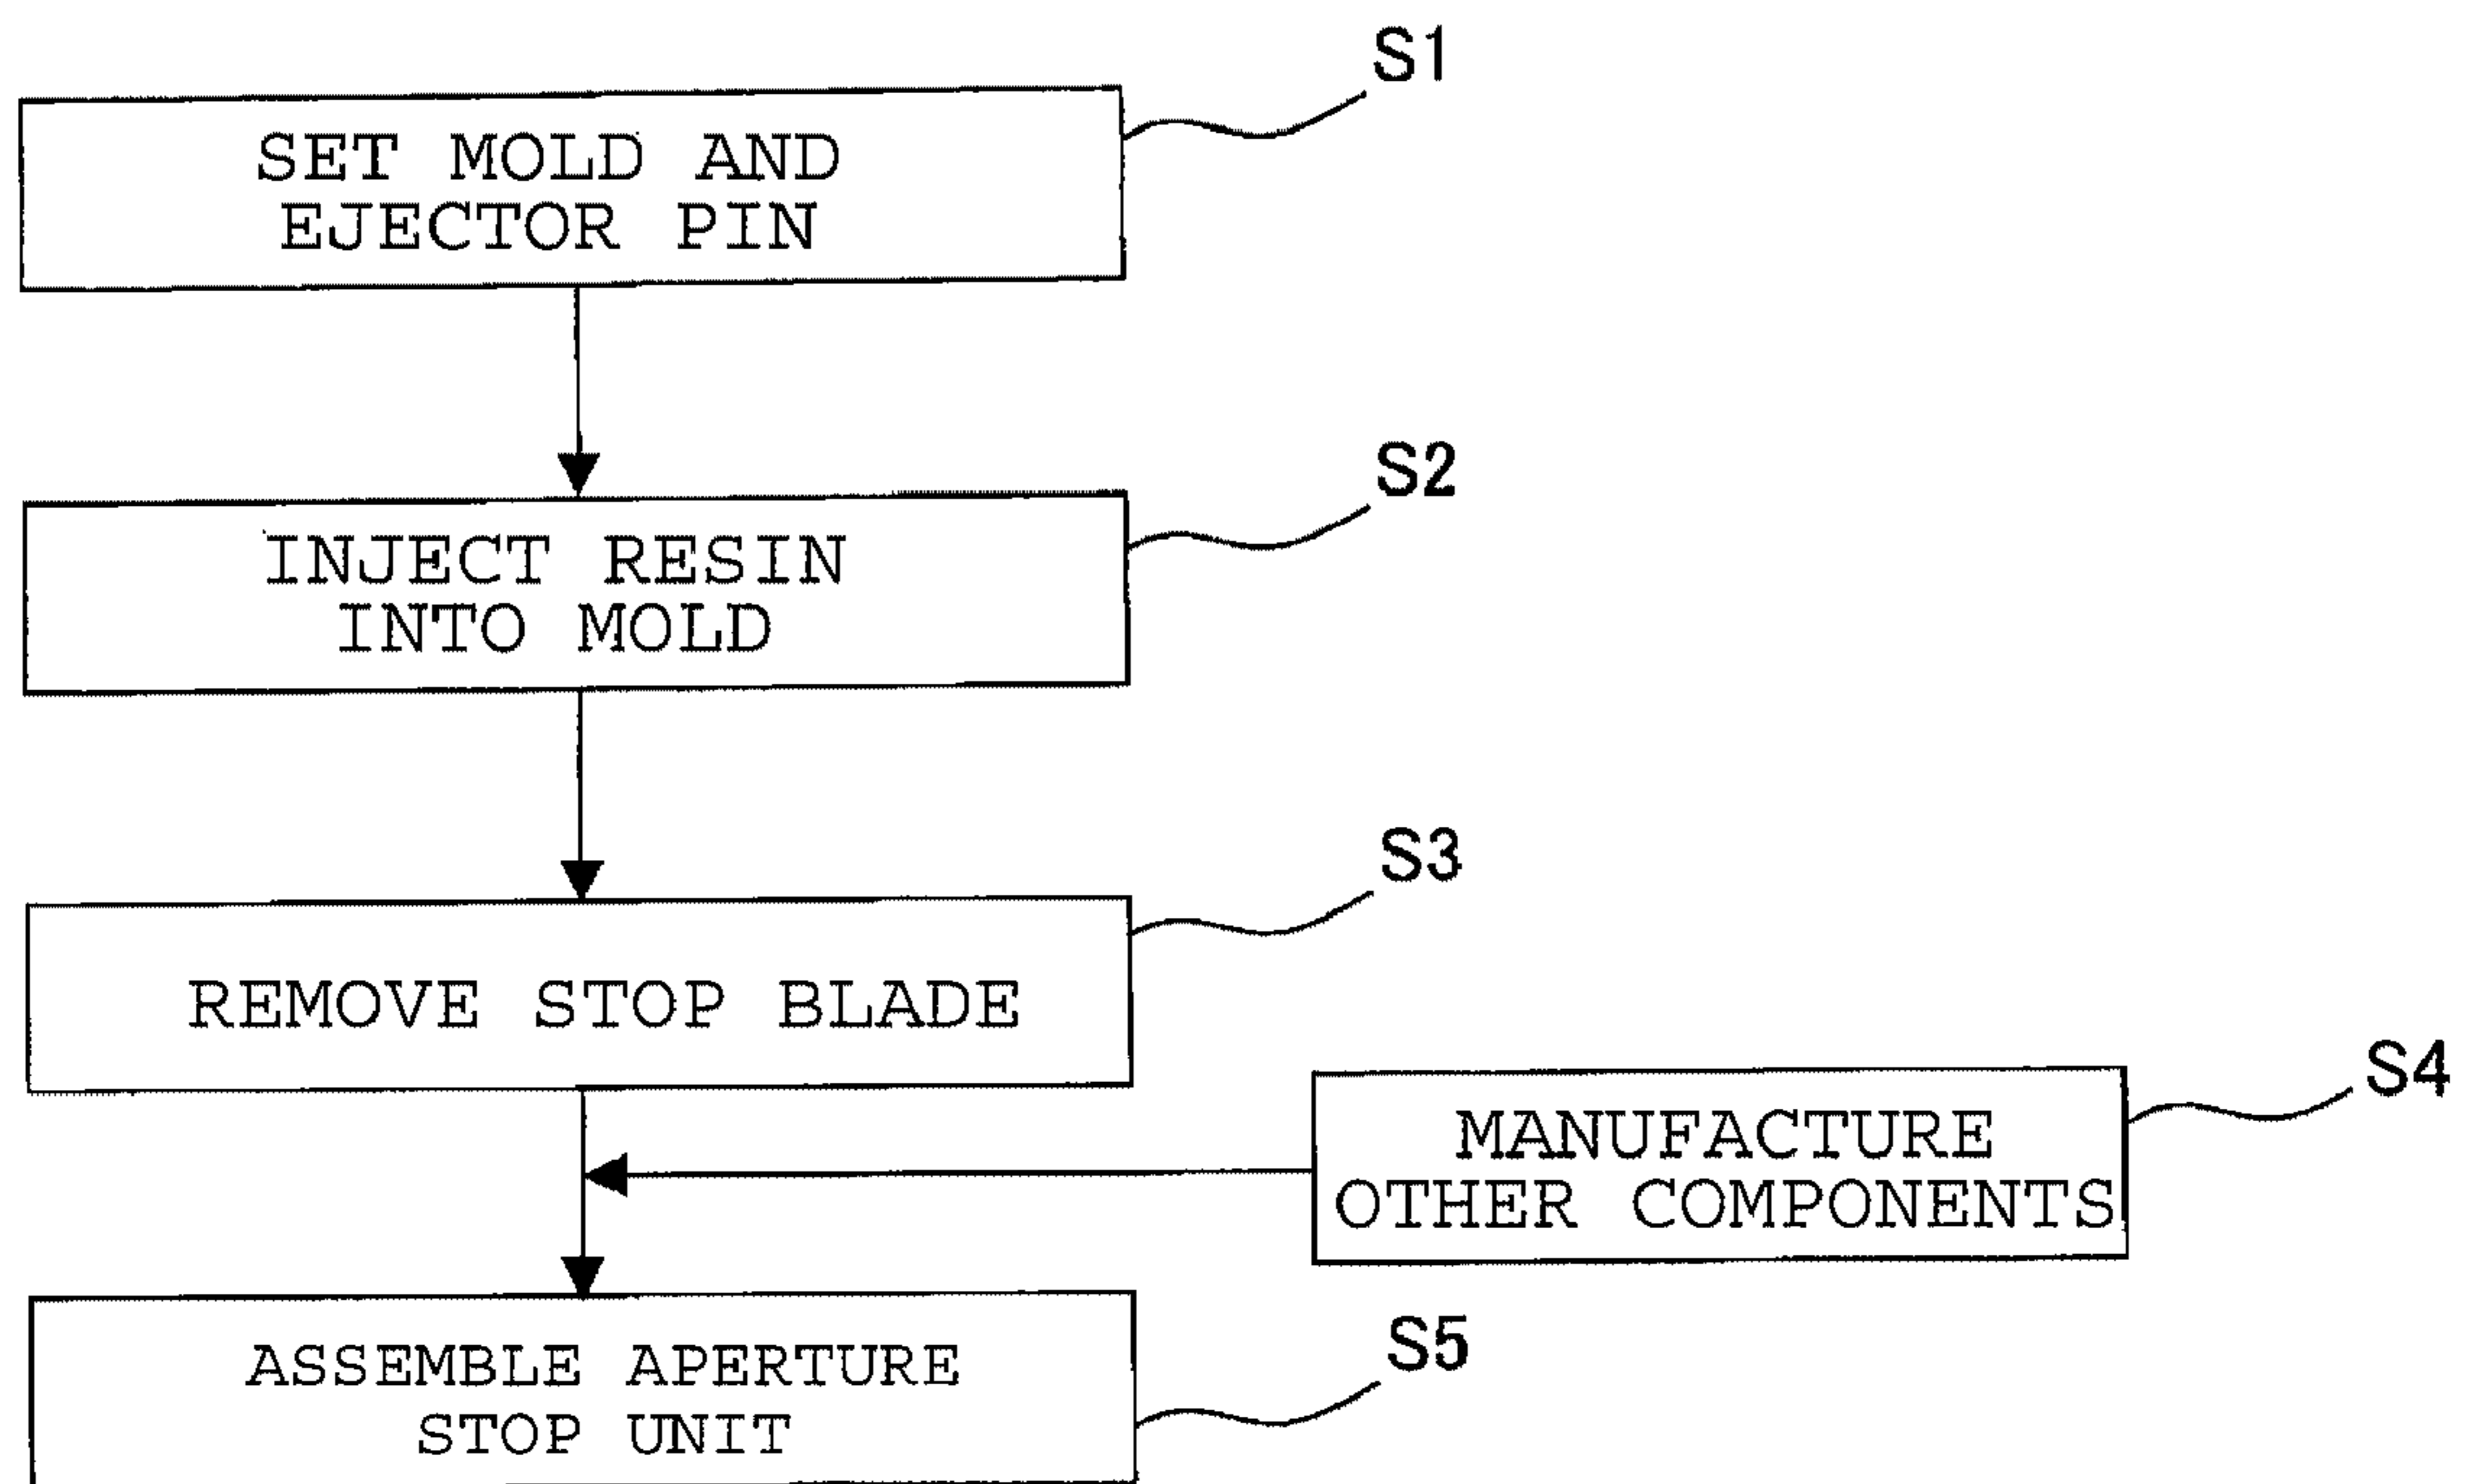 S1
SET MOLD AND
EJECTOR PIN
S2
INJECT RESIN
INTO MOLD
S3
REMOVE STOP BLADE
S4
MANUFACTURE
OTHER COMPONENTS
S5
ASSEMBLE APERTURE
STOP UNIT